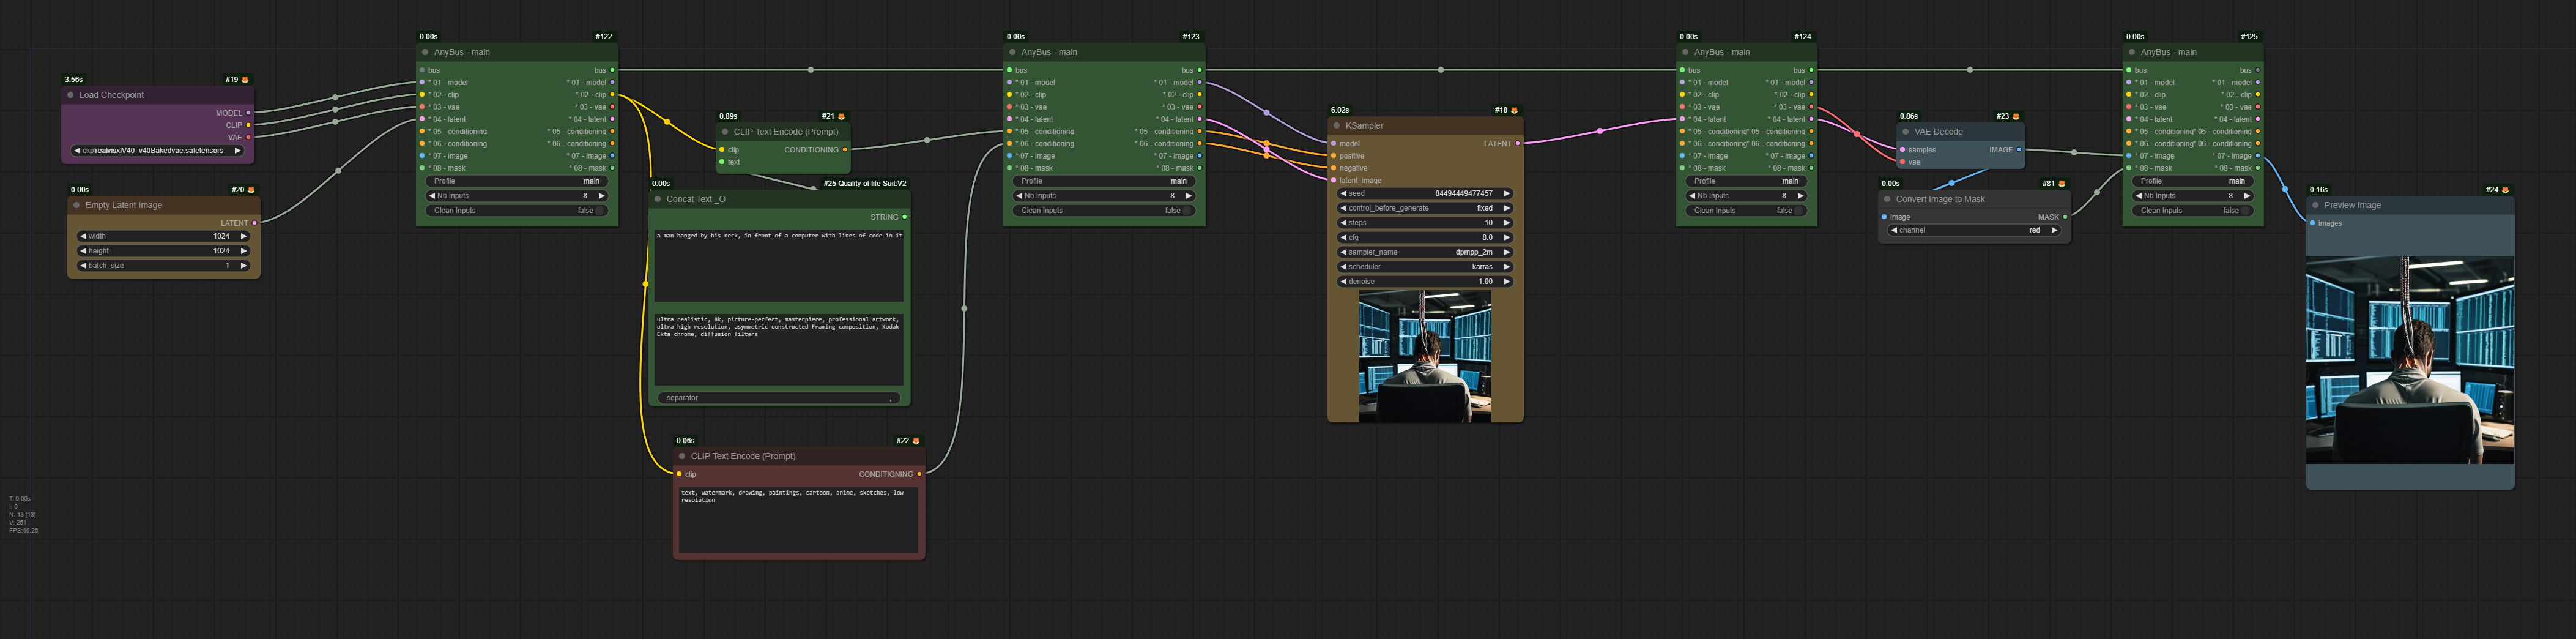 3.56s
#19
Load Checkpoint
MODEL
CLIP
VAE
0.00s
#20
Empty Latent Image
LATENT
width 1024
height 1024
batch_size 1
0.00s
#122
AnyBus - main
bus bus
* 01 - model * 01 - model
* 02 - clip * 02 - clip
* 03 - vae * 03 - vae
* 04 - latent * 04 - latent
* 05 - conditioning * 05 - conditioning
* 06 - conditioning * 06 - conditioning
* 07 - image * 07 - image
* 08 - mask * 08 - mask
Profile main
Nb Inputs 8
Clean Inputs false
0.89s
#21
CLIP Text Encode (Prompt)
clip CONDITIONING
text
0.00s
#25 Quality of life Suit:V2
Concat Text _O
STRING
a man hanged by his neck, in front of a computer with lines of code in it
ultra realistic, 8k, picture-perfect, masterpiece, professional artwork,
ultra high resolution, asymmetric constructed Framing composition, Kodak
Ekta chrome, diffusion filters
separator ,
0.06s
#22
CLIP Text Encode (Prompt)
clip CONDITIONING
text, watermark, drawing, paintings, cartoon, anime, sketches, low
resolution
0.00s
#123
AnyBus - main
bus bus
* 01 - model * 01 - model
* 02 - clip * 02 - clip
* 03 - vae * 03 - vae
* 04 - latent * 04 - latent
* 05 - conditioning * 05 - conditioning
* 06 - conditioning * 06 - conditioning
* 07 - image * 07 - image
* 08 - mask * 08 - mask
Profile main
Nb Inputs 8
Clean Inputs false
6.02s
#18
KSampler
model LATENT
positive
negative
latent_image
seed 84494449477457
control_before_generate fixed
steps 10
cfg 8.0
sampler_name dpmpp_2m
scheduler karras
denoise 1.00
0.00s
#124
AnyBus - main
bus bus
* 01 - model * 01 - model
* 02 - clip * 02 - clip
* 03 - vae * 03 - vae
* 04 - latent * 04 - latent
* 05 - conditioning * 05 - conditioning
* 06 - conditioning * 06 - conditioning
* 07 - image * 07 - image
* 08 - mask * 08 - mask
Profile main
Nb Inputs 8
Clean Inputs false
0.86s
#23
VAE Decode
samples IMAGE
vae
0.00s
#81
Convert Image to Mask
image MASK
channel red
0.00s
#125
AnyBus - main
bus bus
* 01 - model * 01 - model
* 02 - clip * 02 - clip
* 03 - vae * 03 - vae
* 04 - latent * 04 - latent
* 05 - conditioning * 05 - conditioning
* 06 - conditioning * 06 - conditioning
* 07 - image * 07 - image
* 08 - mask * 08 - mask
Profile main
Nb Inputs 8
Clean Inputs false
0.16s
#24
Preview Image
images
T: 0.00s
I: 0
N: 13 [13]
V: 251
FPS:49.26